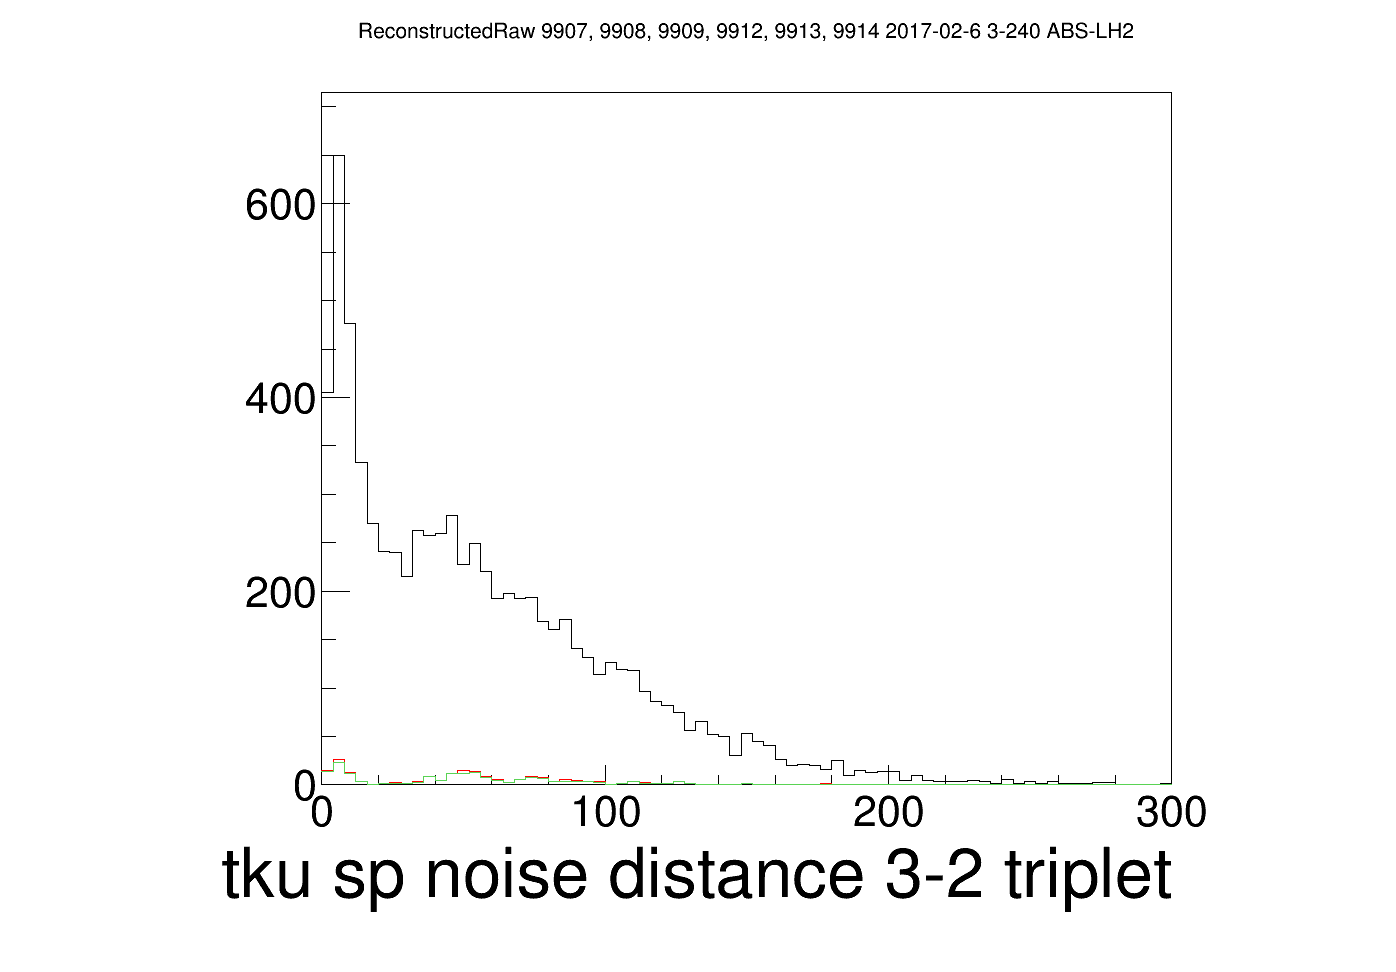 ReconstructedRaw 9907, 9908, 9909, 9912, 9913, 9914 2017-02-6 3-240 ABS-LH2
600
400
200
0
0 100 200 300
tku sp noise distance 3-2 triplet